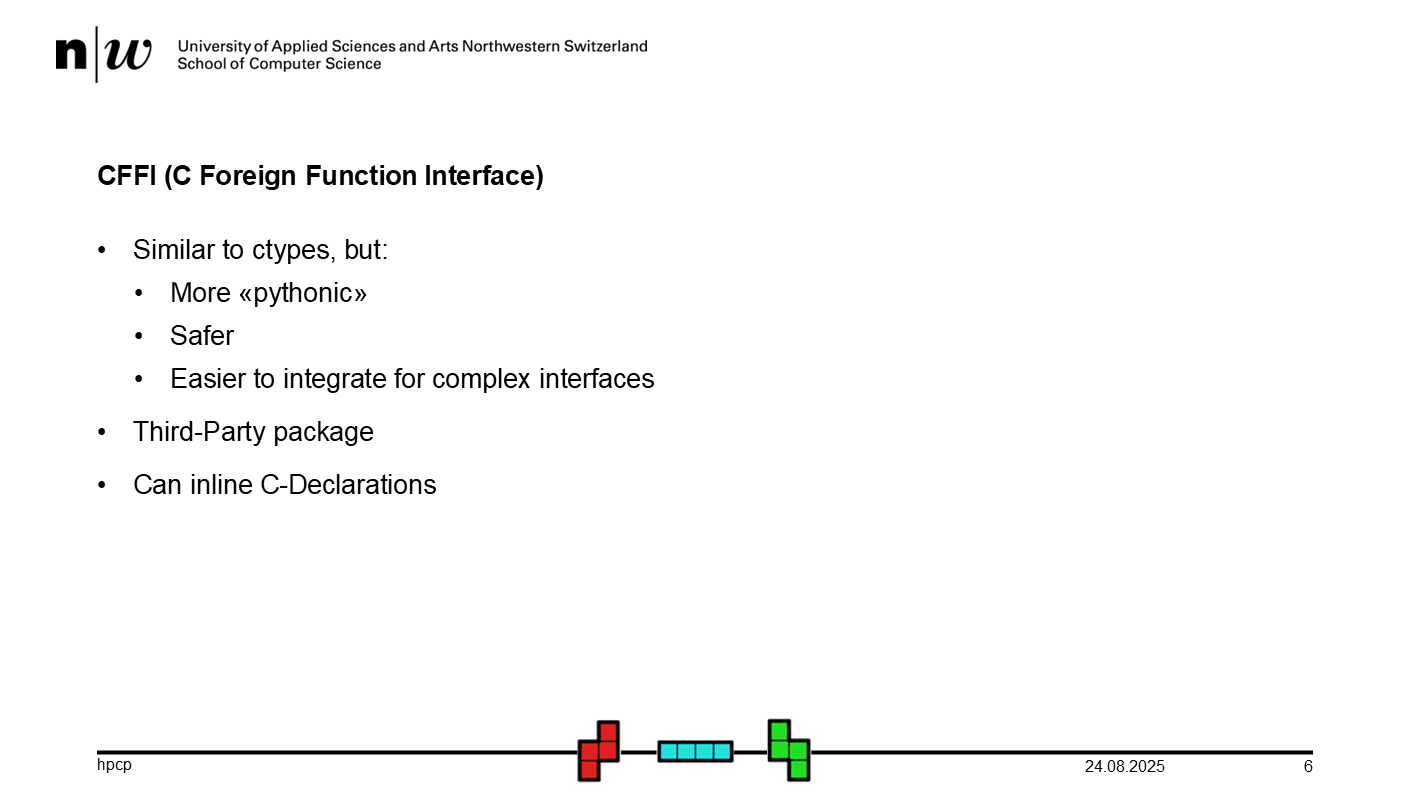 n|w University of Applied Sciences and Arts Northwestern Switzerland
School of Computer Science
CFFI (C Foreign Function Interface)
• Similar to ctypes, but:
• More «pythonic»
• Safer
• Easier to integrate for complex interfaces
• Third-Party package
• Can inline C-Declarations
hpcp 24.08.2025 6